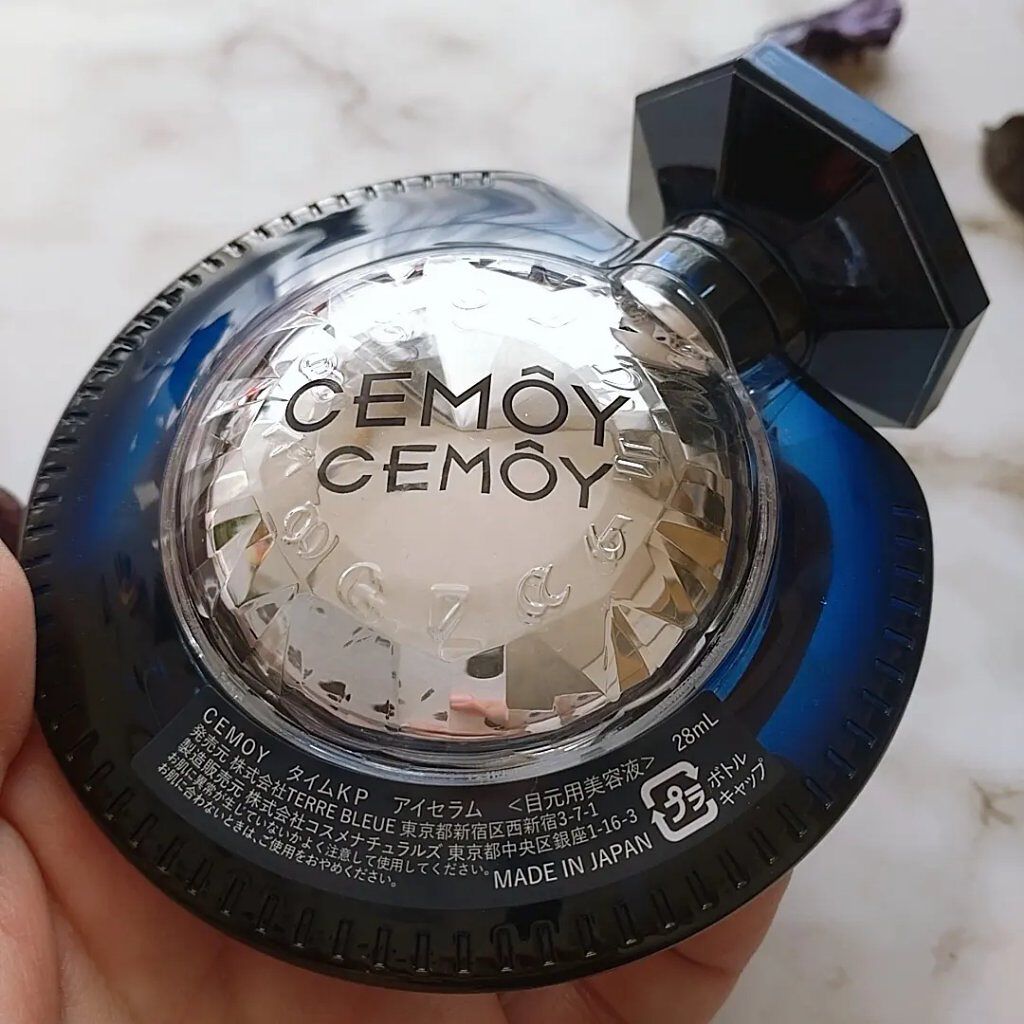 CEMÔY
CEMÔY
CEMOY タイムKP アイセラム <目元用美容液> 28mL
発売元 株式会社TERRE BLEUE 東京都新宿区西新宿3-7-1
製造販売元 株式会社コスメナチュラルズ 東京都中央区銀座1-16-3
お肌に異常が生じていないかよく注意して使用してください。
お肌に合わないときは、ご使用をおやめください。
MADE IN JAPAN
プラ
ボトル
キャップ